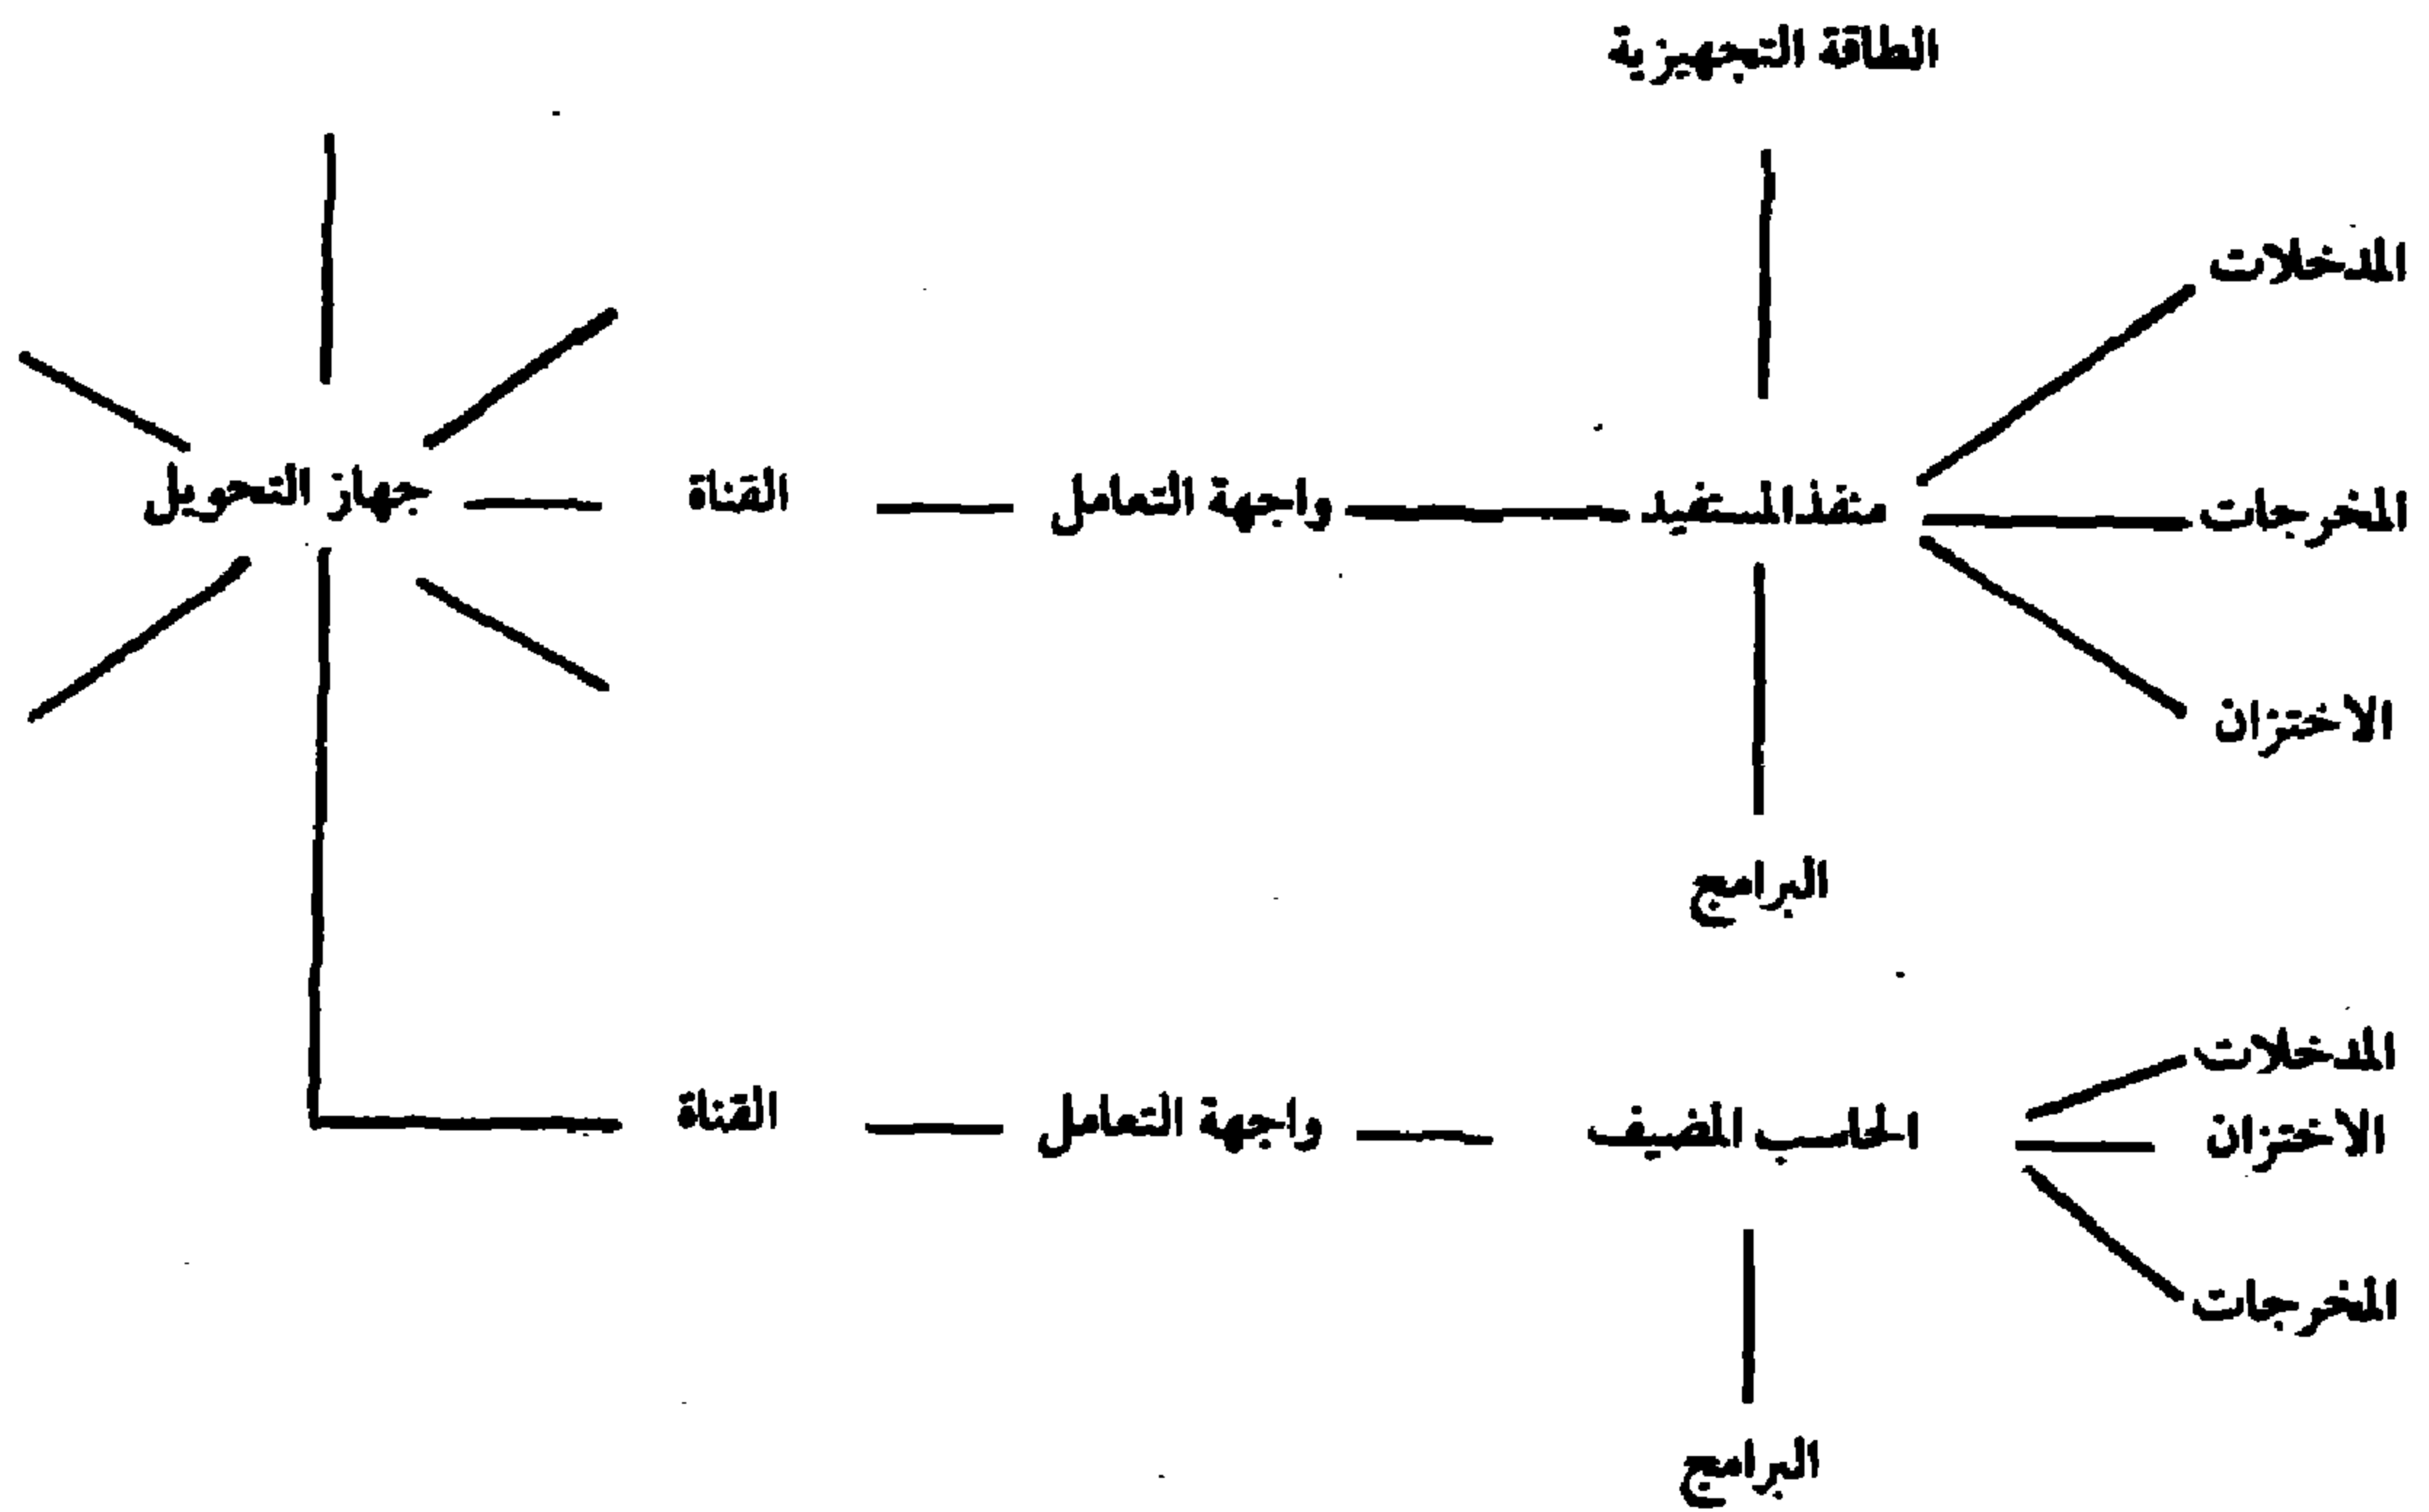 الطاقة التجهيزية
المدخلات
المخرجات
منفذ المستفيد
واجهة التعامل
القناة
جهاز التحويل
الاختزان
البرامج
المدخلات
الاختزان
الحاسب المضيف
واجهة التعامل
القناة
المخرجات
البرامج